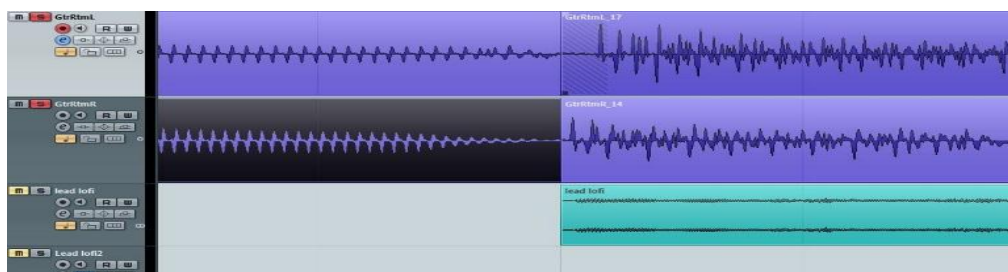 m S GtrRtmL
R W
e
GtrRtmL_17
m S GtrRtmR
R W
e
GtrRtmR_14
m S lead lofi
R W
e
lead lofi
m S Lead lofi2
R W